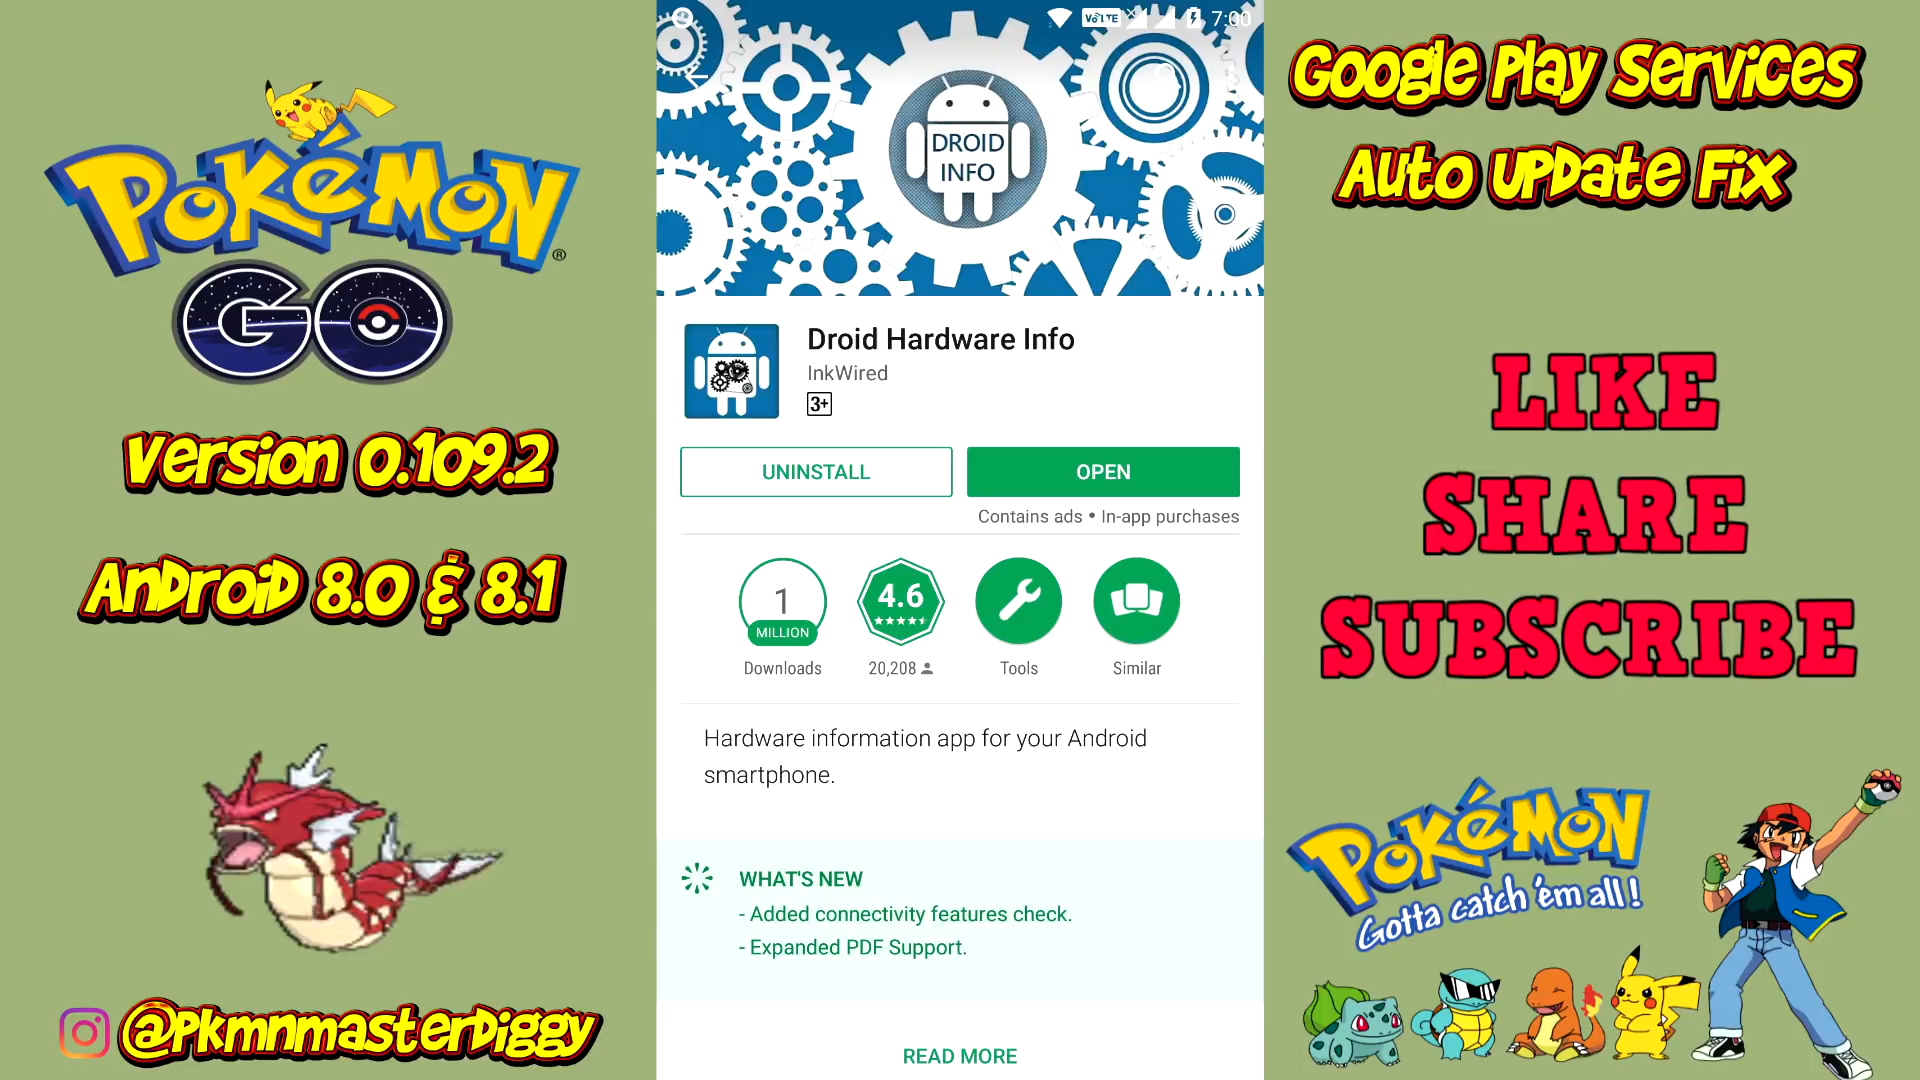 POKÉMON®
GO
Version 0.109.2
Android 8.0 & 8.1
@PKMNMASTERDIGGY
VoLTE
7:00
DROID
INFO
Droid Hardware Info
InkWired
3+
UNINSTALL
OPEN
Contains ads • In-app purchases
1
MILLION
Downloads
4.6
20,208
Tools
Similar
Hardware information app for your Android
smartphone.
WHAT'S NEW
- Added connectivity features check.
- Expanded PDF Support.
READ MORE
Google Play Services
Auto Update Fix
LIKE
SHARE
SUBSCRIBE
POKÉMON
Gotta catch 'em all!